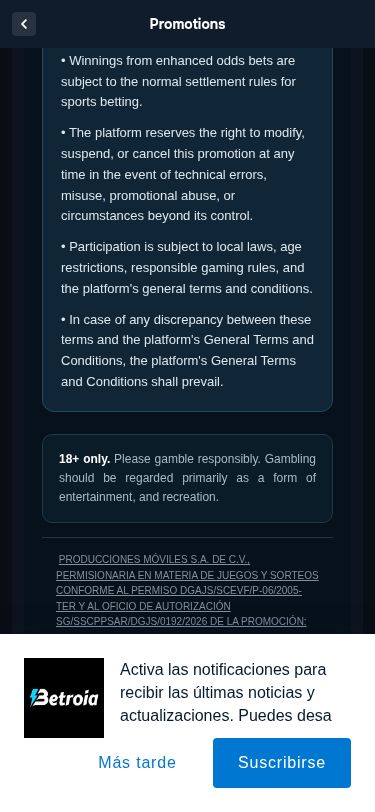 Promotions
• Winnings from enhanced odds bets are
subject to the normal settlement rules for
sports betting.
• The platform reserves the right to modify,
suspend, or cancel this promotion at any
time in the event of technical errors,
misuse, promotional abuse, or
circumstances beyond its control.
• Participation is subject to local laws, age
restrictions, responsible gaming rules, and
the platform's general terms and conditions.
• In case of any discrepancy between these
terms and the platform's General Terms and
Conditions, the platform's General Terms
and Conditions shall prevail.
18+ only. Please gamble responsibly. Gambling
should be regarded primarily as a form of
entertainment, and recreation.
PRODUCCIONES MÓVILES S.A. DE C.V.,
PERMISIONARIA EN MATERIA DE JUEGOS Y SORTEOS
CONFORME AL PERMISO DGAJS/SCEVF/P-06/2005-
TER Y AL OFICIO DE AUTORIZACIÓN
SG/SSCPPSAR/DGJS/0192/2026 DE LA PROMOCIÓN:
Betroia
Activa las notificaciones para
recibir las últimas noticias y
actualizaciones. Puedes desa
Más tarde
Suscribirse